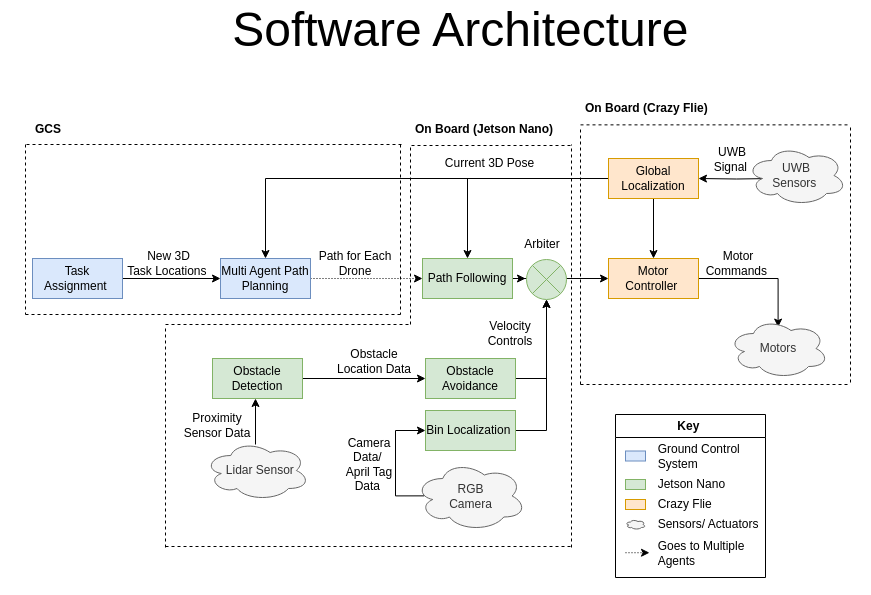 Software Architecture
GCS
On Board (Jetson Nano)
On Board (Crazy Flie)
Current 3D Pose
Global
Localization
UWB
Signal
UWB
Sensors
Task
Assignment
New 3D
Task Locations
Multi Agent Path
Planning
Path for Each
Drone
Path Following
Arbiter
Motor
Controller
Motor
Commands
Motors
Velocity
Controls
Obstacle
Detection
Obstacle
Location Data
Obstacle
Avoidance
Proximity
Sensor Data
Lidar Sensor
Bin Localization
Camera
Data/
April Tag
Data
RGB
Camera
Key
Ground Control
System
Jetson Nano
Crazy Flie
Sensors/ Actuators
Goes to Multiple
Agents